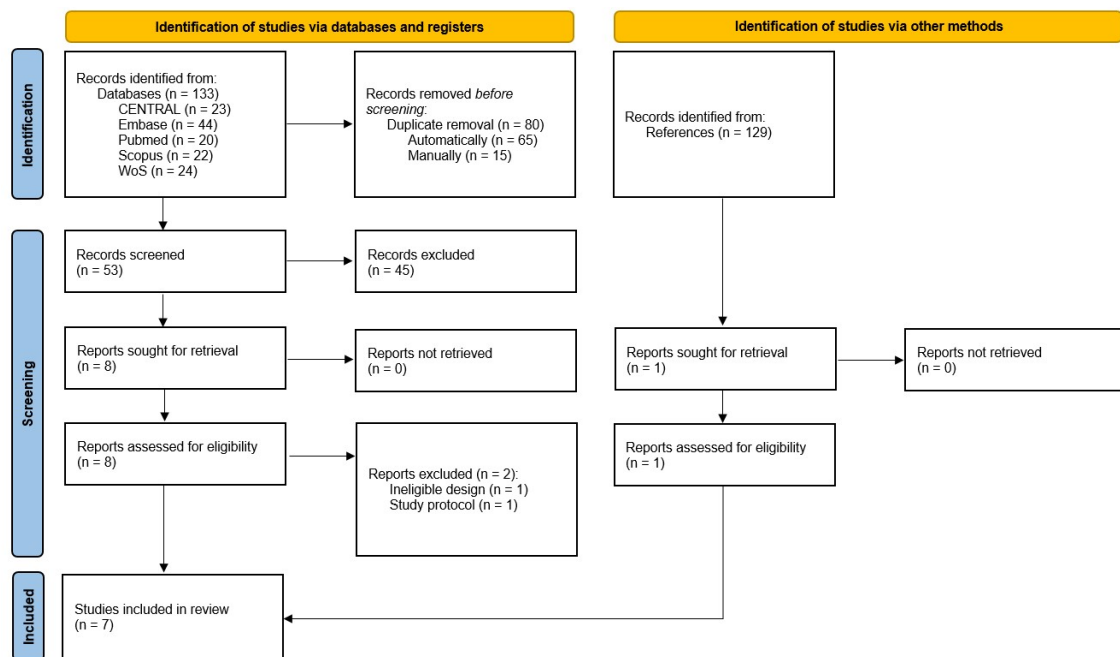 Identification of studies via databases and registers
Identification of studies via other methods
Identification
Records identified from:
Databases (n = 133)
CENTRAL (n = 23)
Embase (n = 44)
Pubmed (n = 20)
Scopus (n = 22)
WoS (n = 24)
Records removed before
screening:
Duplicate removal (n = 80)
Automatically (n = 65)
Manually (n = 15)
Records identified from:
References (n = 129)
Screening
Records screened
(n = 53)
Records excluded
(n = 45)
Reports sought for retrieval
(n = 8)
Reports not retrieved
(n = 0)
Reports sought for retrieval
(n = 1)
Reports not retrieved
(n = 0)
Reports assessed for eligibility
(n = 8)
Reports excluded (n = 2):
Ineligible design (n = 1)
Study protocol (n = 1)
Reports assessed for eligibility
(n = 1)
Included
Studies included in review
(n = 7)